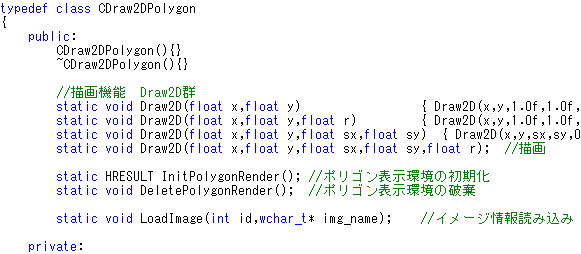 typedef class CDraw2DPolygon
{
public:
CDraw2DPolygon(){}
~CDraw2DPolygon(){}
//描画機能 Draw2D群
static void Draw2D(float x,float y) { Draw2D(x,y,1.0f,1.0f,
static void Draw2D(float x,float y,float r) { Draw2D(x,y,1.0f,1.0f,
static void Draw2D(float x,float y,float sx,float sy) { Draw2D(x,y,sx,sy,0
static void Draw2D(float x,float y,float sx,float sy,float r); //描画
static HRESULT InitPolygonRender(); //ポリゴン表示環境の初期化
static void DeletePolygonRender(); //ポリゴン表示環境の破棄
static void LoadImage(int id,wchar_t* img_name); //イメージ情報読み込み
private: